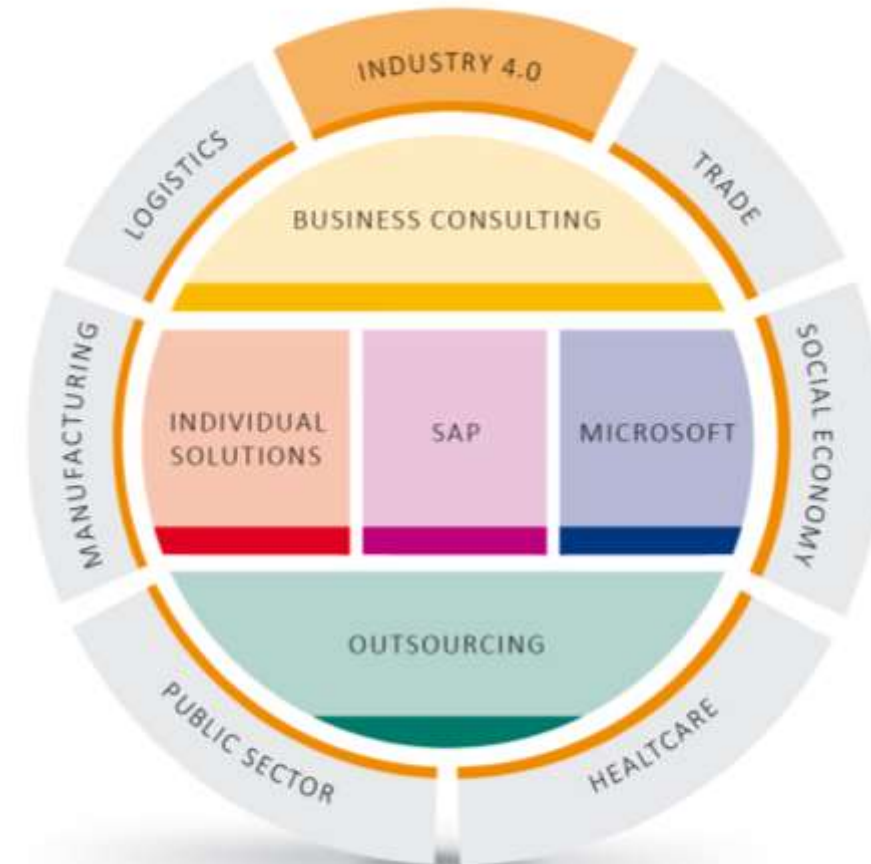 INDUSTRY 4.0
LOGISTICS
TRADE
BUSINESS CONSULTING
MANUFACTURING
SOCIAL ECONOMY
INDIVIDUAL
SOLUTIONS
SAP
MICROSOFT
OUTSOURCING
PUBLIC SECTOR
HEALTCARE